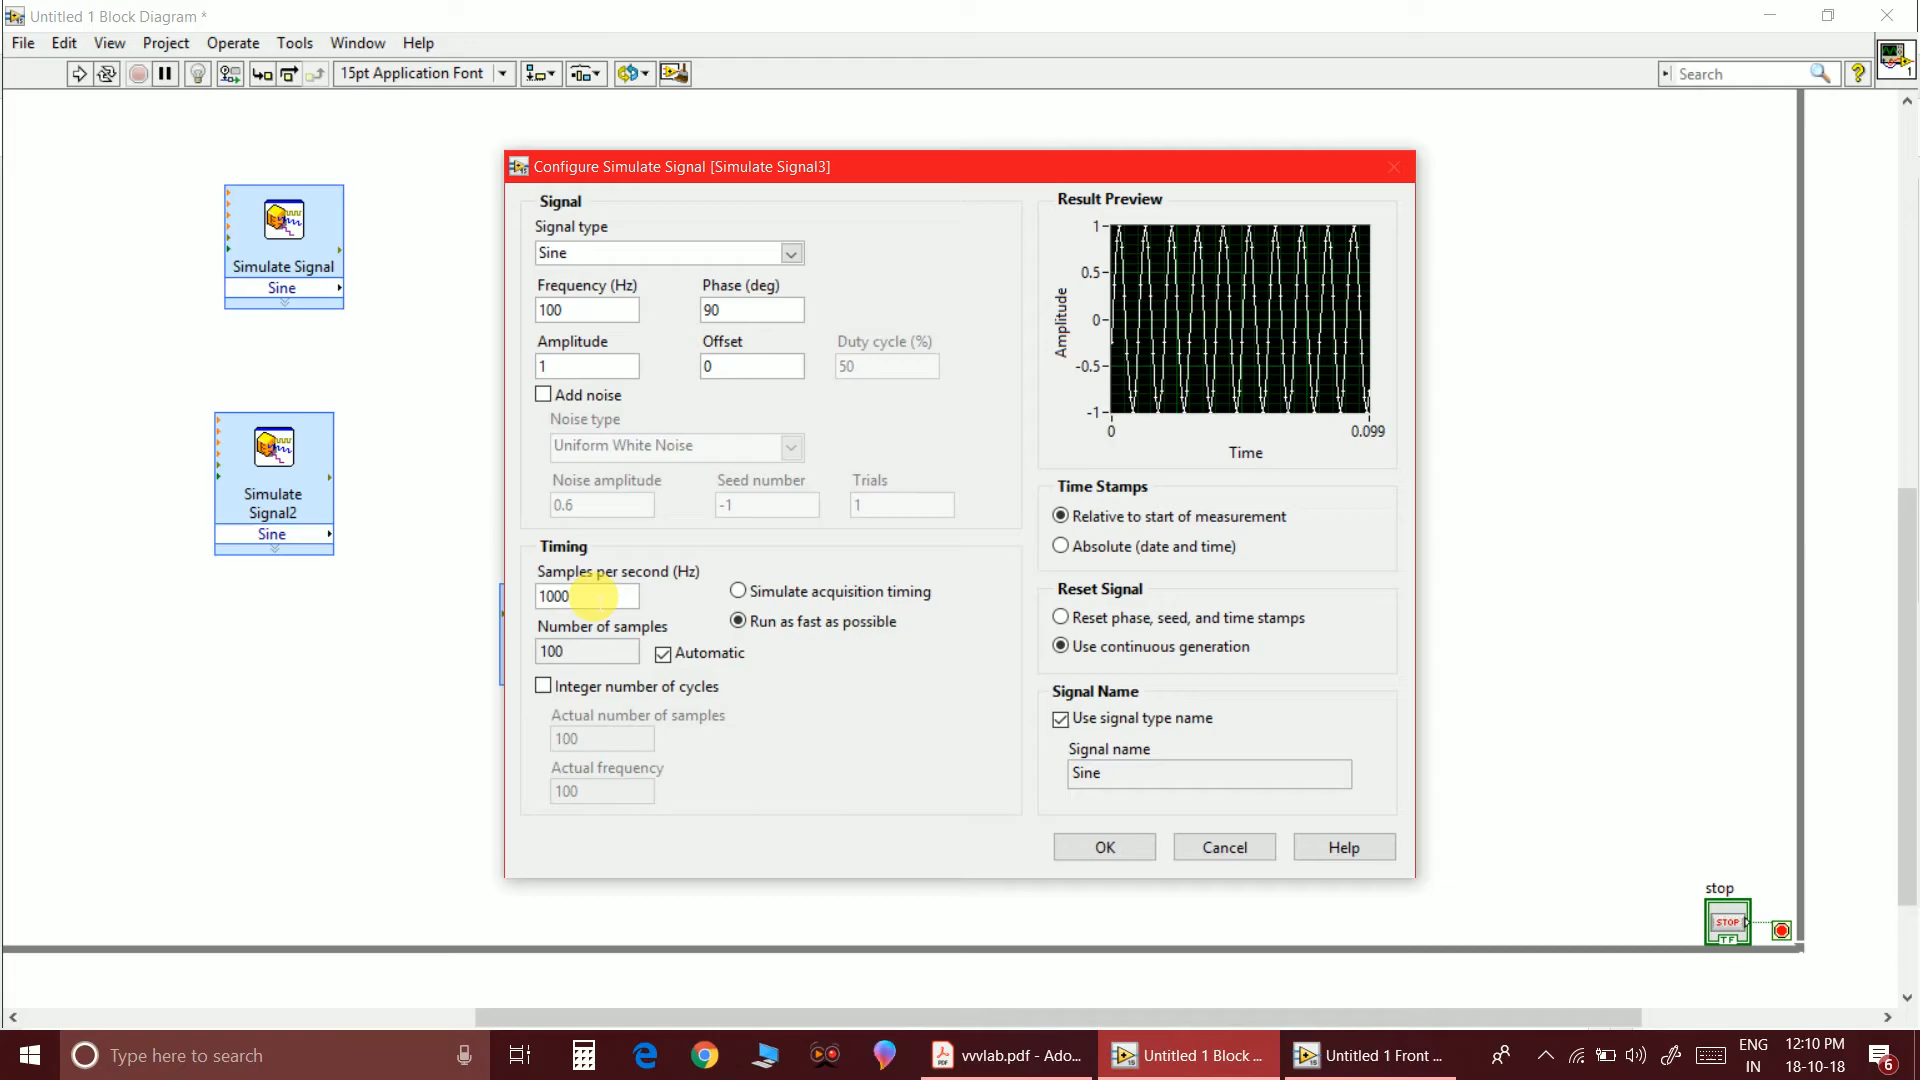 Untitled 1 Block Diagram *
File Edit View Project Operate Tools Window Help
15pt Application Font
Search
?
1
Simulate Signal
Sine
Simulate
Signal2
Sine
Configure Simulate Signal [Simulate Signal3]
Signal
Signal type
Sine
Frequency (Hz) Phase (deg)
100 90
Amplitude Offset Duty cycle (%)
1 0 50
Add noise
Noise type
Uniform White Noise
Noise amplitude Seed number Trials
0.6 -1 1
Timing
Samples per second (Hz)
1000
Simulate acquisition timing
Run as fast as possible
Number of samples
100
Automatic
Integer number of cycles
Actual number of samples
100
Actual frequency
100
Result Preview
1
0.5
0
-0.5
-1
Amplitude
0 0.099
Time
Time Stamps
Relative to start of measurement
Absolute (date and time)
Reset Signal
Reset phase, seed, and time stamps
Use continuous generation
Signal Name
Use signal type name
Signal name
Sine
OK Cancel Help
stop
STOP
TF
Type here to search
vvvlab.pdf - Ado...
Untitled 1 Block ...
Untitled 1 Front ...
ENG
IN
12:10 PM
18-10-18
6